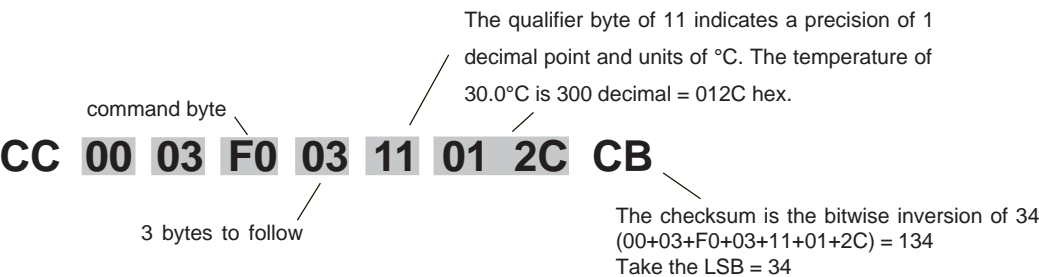 The qualifier byte of 11 indicates a precision of 1
decimal point and units of °C. The temperature of
30.0°C is 300 decimal = 012C hex.
command byte
CC 00 03 F0 03 11 01 2C CB
3 bytes to follow
The checksum is the bitwise inversion of 34
(00+03+F0+03+11+01+2C) = 134
Take the LSB = 34